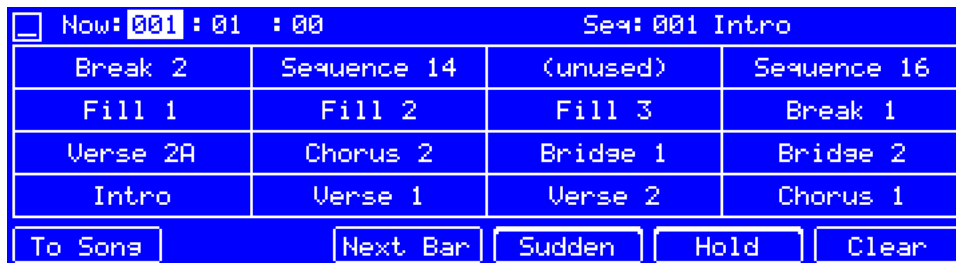 Now: 001 : 01 : 00 Seq: 001 Intro
Break 2 Sequence 14 (unused) Sequence 16
Fill 1 Fill 2 Fill 3 Break 1
Verse 2A Chorus 2 Bridge 1 Bridge 2
Intro Verse 1 Verse 2 Chorus 1
To Song Next Bar Sudden Hold Clear